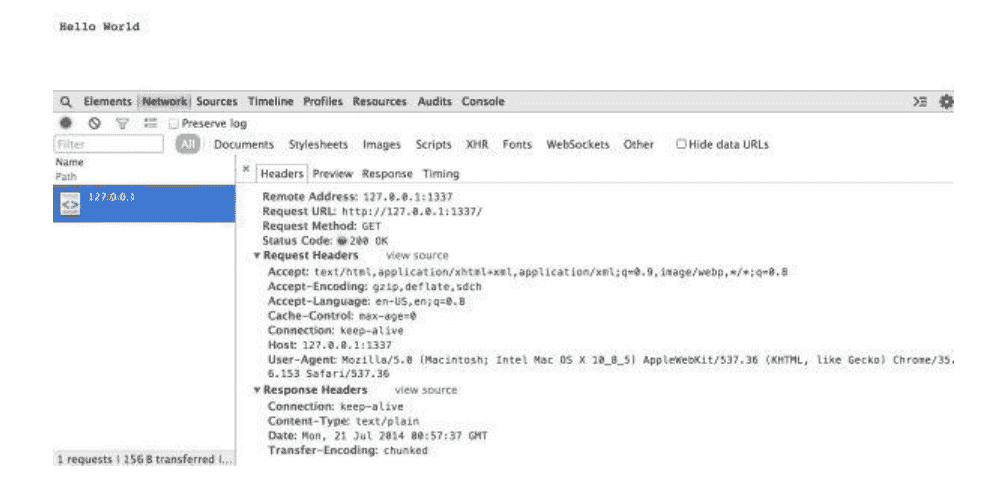 Hello World
Elements Network Sources Timeline Profiles Resources Audits Console
Preserve log
Filter All Documents Stylesheets Images Scripts XHR Fonts WebSockets Other Hide data URLs
Name
Path
× Headers Preview Response Timing
127.0.0.1
Remote Address: 127.0.0.1:1337
Request URL: http://127.0.0.1:1337/
Request Method: GET
Status Code: 200 OK
▼ Request Headers view source
Accept: text/html,application/xhtml+xml,application/xml;q=0.9,image/webp,*/*;q=0.8
Accept-Encoding: gzip,deflate,sdch
Accept-Language: en-US,en;q=0.8
Cache-Control: max-age=0
Connection: keep-alive
Host: 127.0.0.1:1337
User-Agent: Mozilla/5.0 (Macintosh; Intel Mac OS X 10_8_5) AppleWebKit/537.36 (KHTML, like Gecko) Chrome/35.
6.153 Safari/537.36
▼ Response Headers view source
Connection: keep-alive
Content-Type: text/plain
Date: Mon, 21 Jul 2014 00:57:37 GMT
Transfer-Encoding: chunked
1 requests | 156 B transferred |...